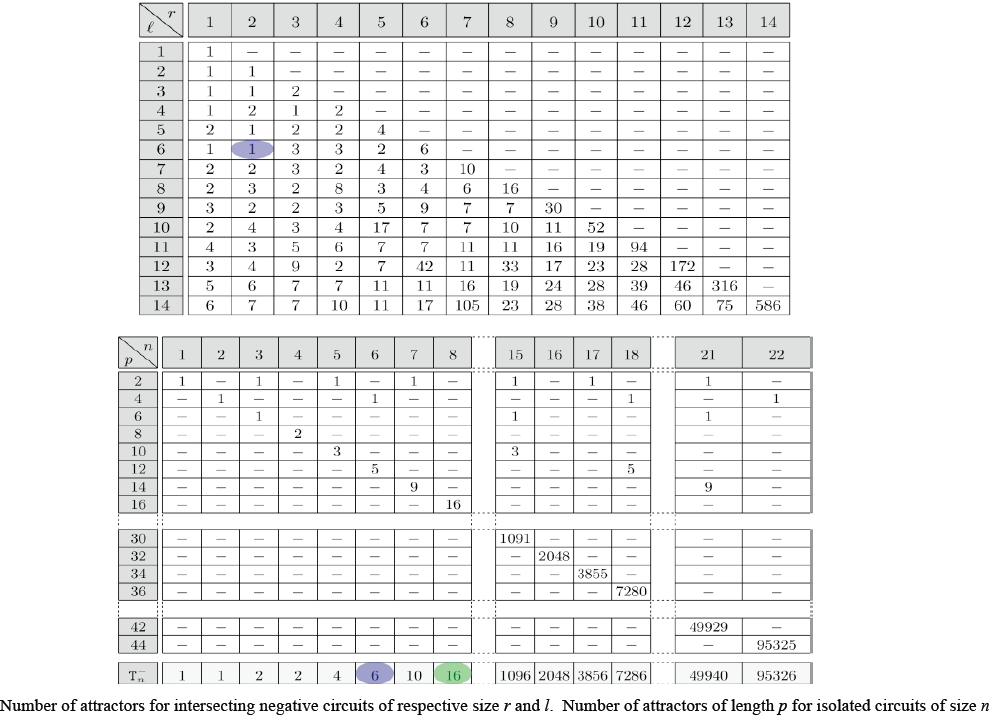 ℓ r 1 2 3 4 5 6 7 8 9 10 11 12 13 14
1 1 – – – – – – – – – – – – –
2 1 1 – – – – – – – – – – – –
3 1 1 2 – – – – – – – – – – –
4 1 2 1 2 – – – – – – – – – –
5 2 1 2 2 4 – – – – – – – – –
6 1 1 3 3 2 6 – – – – – – – –
7 2 2 3 2 4 3 10 – – – – – – –
8 2 3 2 8 3 4 6 16 – – – – – –
9 3 2 2 3 5 9 7 7 30 – – – – –
10 2 4 3 4 17 7 7 10 11 52 – – – –
11 4 3 5 6 7 7 11 11 16 19 94 – – –
12 3 4 9 2 7 42 11 33 17 23 28 172 – –
13 5 6 7 7 11 11 16 19 24 28 39 46 316 –
14 6 7 7 10 11 17 105 23 28 38 46 60 75 586
p n 1 2 3 4 5 6 7 8 15 16 17 18 21 22
2 1 – 1 – 1 – 1 – 1 – 1 – 1 –
4 – 1 – – – 1 – – – – – 1 – 1
6 – – 1 – – – – – 1 – – – 1 –
8 – – – 2 – – – – – – – – – –
10 – – – – 3 – – – 3 – – – – –
12 – – – – – 5 – – – – – 5 – –
14 – – – – – – 9 – – – – – 9 –
16 – – – – – – – 16 – – – – – –
30 – – – – – – – – 1091 – – – – –
32 – – – – – – – – – 2048 – – – –
34 – – – – – – – – – – 3855 – – –
36 – – – – – – – – – – – 7280 – –
42 – – – – – – – – – – – – 49929 –
44 – – – – – – – – – – – – – 95325
T⁻ₙ 1 1 2 2 4 6 10 16 1096 2048 3856 7286 49940 95326
Number of attractors for intersecting negative circuits of respective size r and l. Number of attractors of length p for isolated circuits of size n